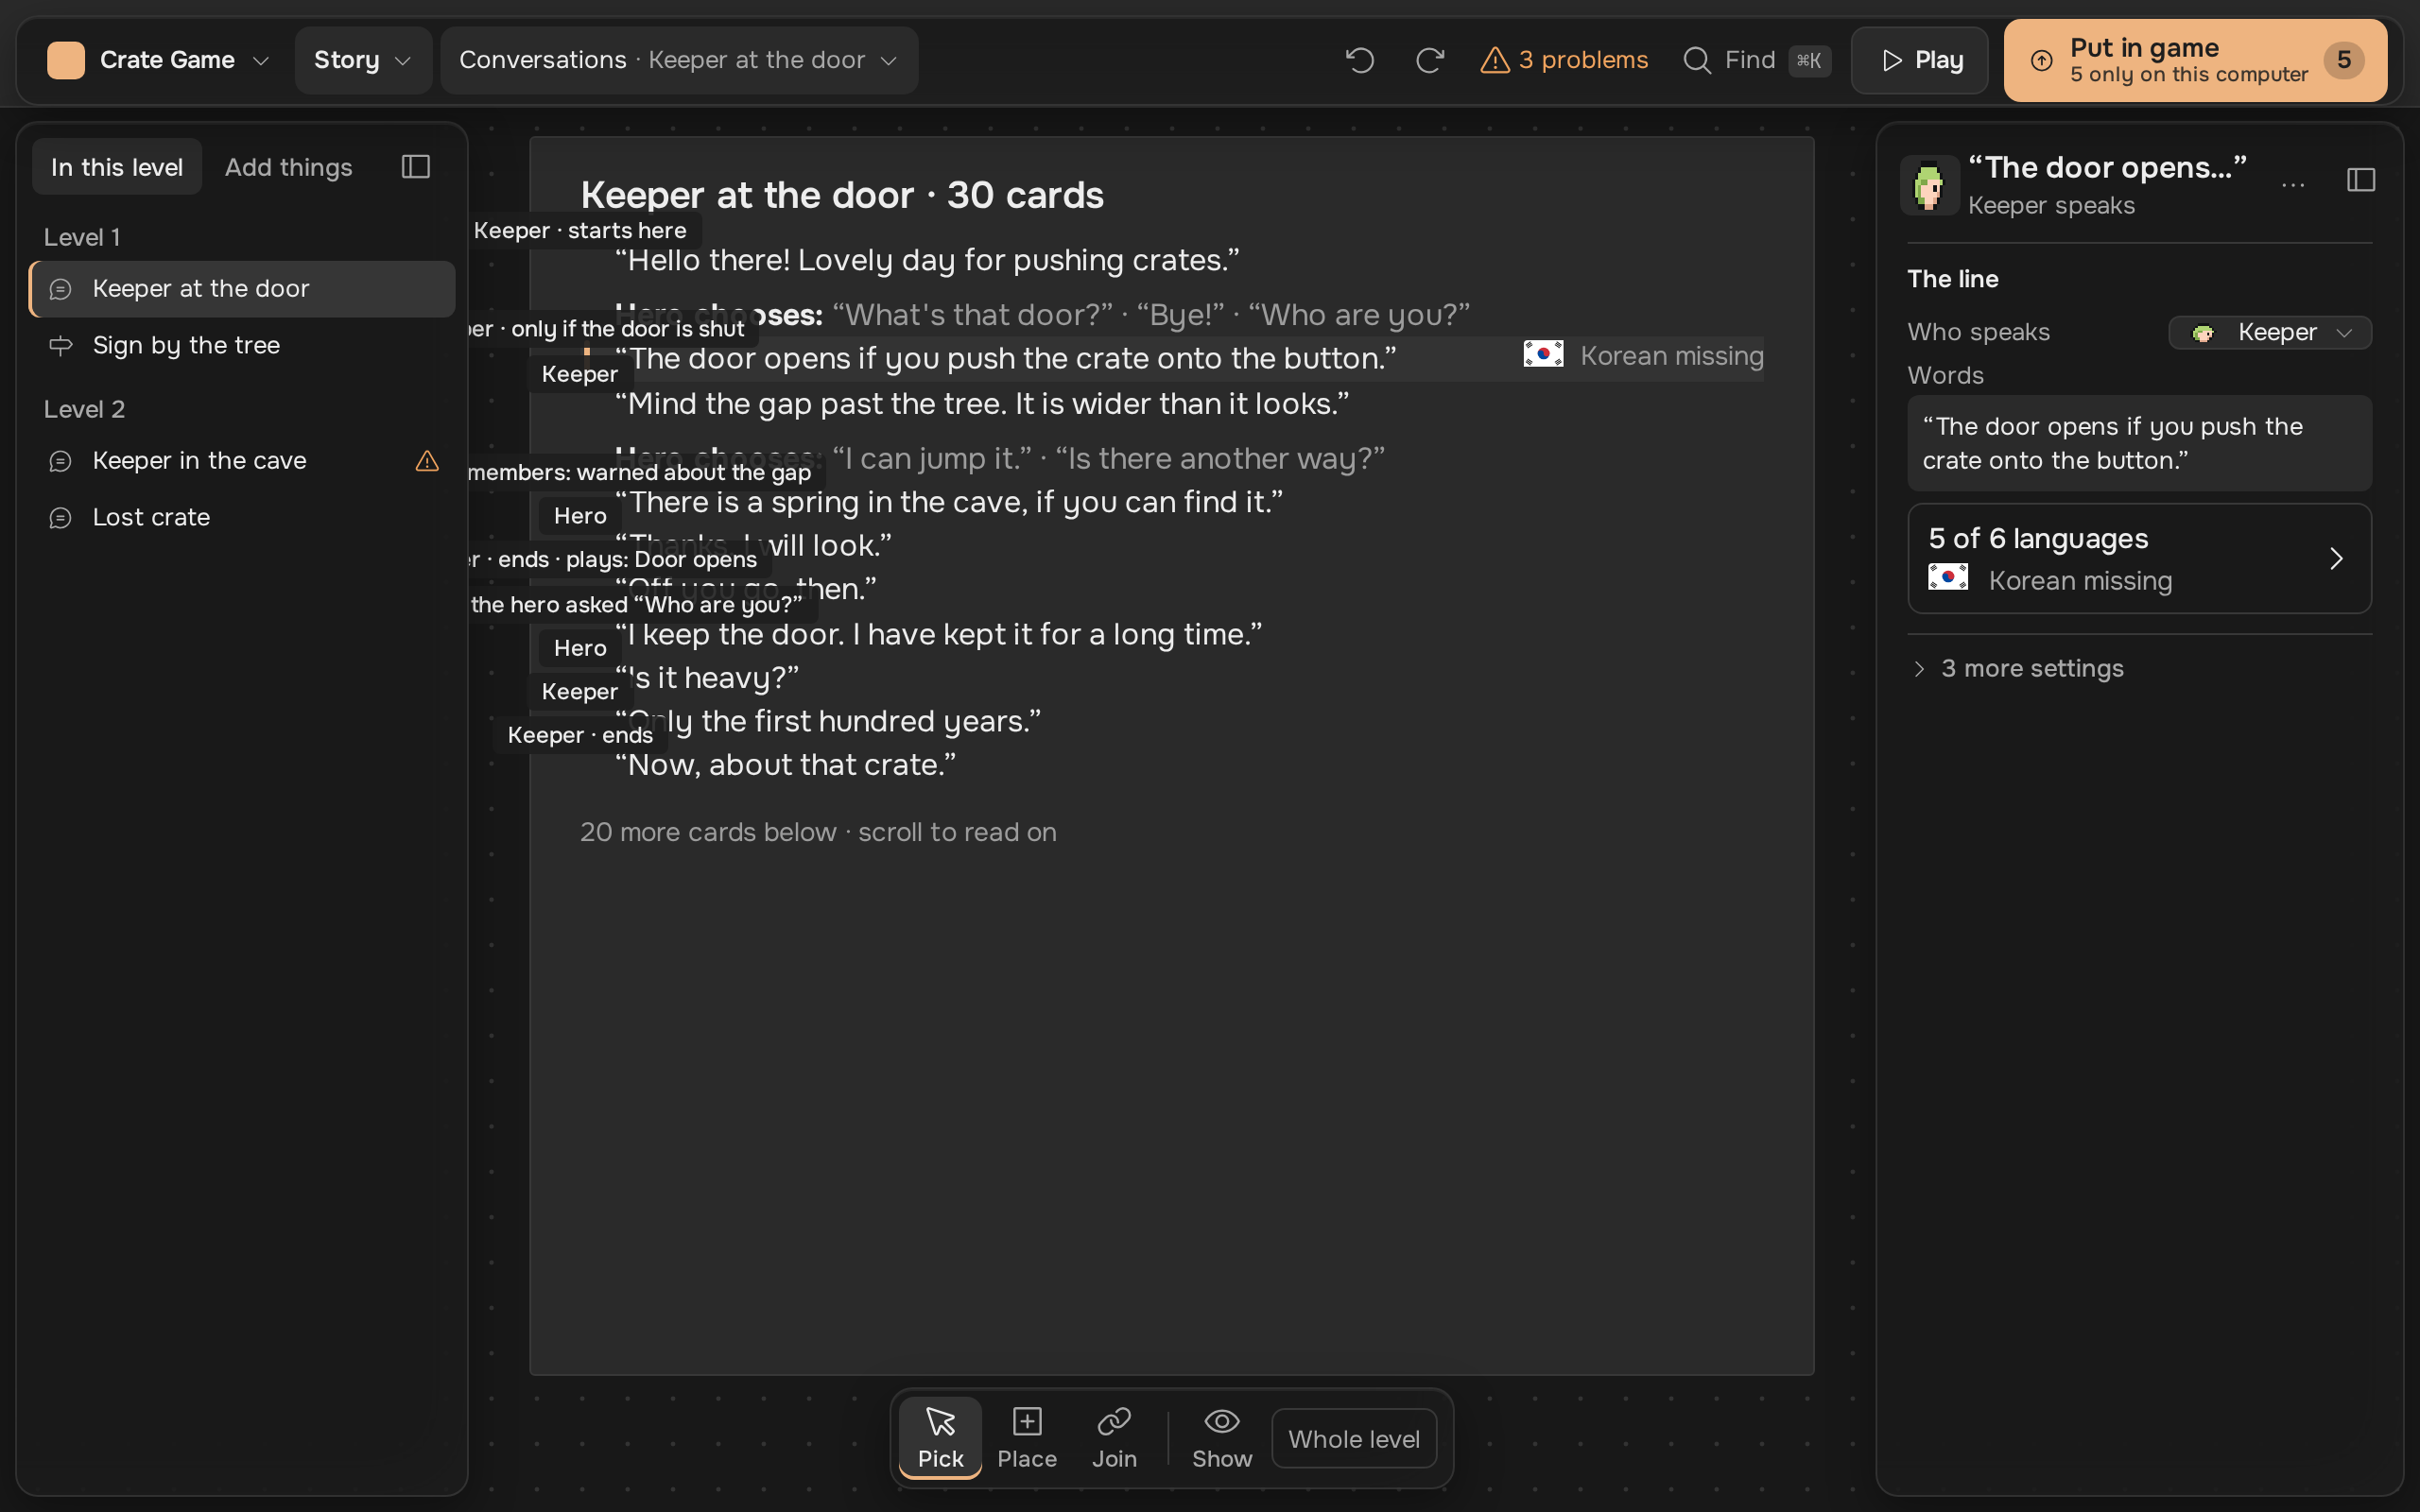 Crate Game
Story
Conversations · Keeper at the door
3 problems
Find ⌘K
Play
Put in game
5 only on this computer
5
In this level
Add things
Level 1
Keeper at the door
Sign by the tree
Level 2
Keeper in the cave
Lost crate
Keeper at the door · 30 cards
Keeper · starts here
“Hello there! Lovely day for pushing crates.”
Hero chooses: “What's that door?” · “Bye!” · “Who are you?”
· only if the door is shut
“The door opens if you push the crate onto the button.”
Korean missing
Keeper
“Mind the gap past the tree. It is wider than it looks.”
Hero chooses: “I can jump it.” · “Is there another way?”
members: warned about the gap
“There is a spring in the cave, if you can find it.”
Hero
“Thanks, I will look.”
· ends · plays: Door opens
“Off you go, then.”
the hero asked “Who are you?”
“I keep the door. I have kept it for a long time.”
Hero
“Is it heavy?”
Keeper
“Only the first hundred years.”
Keeper · ends
“Now, about that crate.”
20 more cards below · scroll to read on
“The door opens...”
Keeper speaks
...
The line
Who speaks
Keeper
Words
“The door opens if you push the
crate onto the button.”
5 of 6 languages
Korean missing
3 more settings
Pick
Place
Join
Show
Whole level